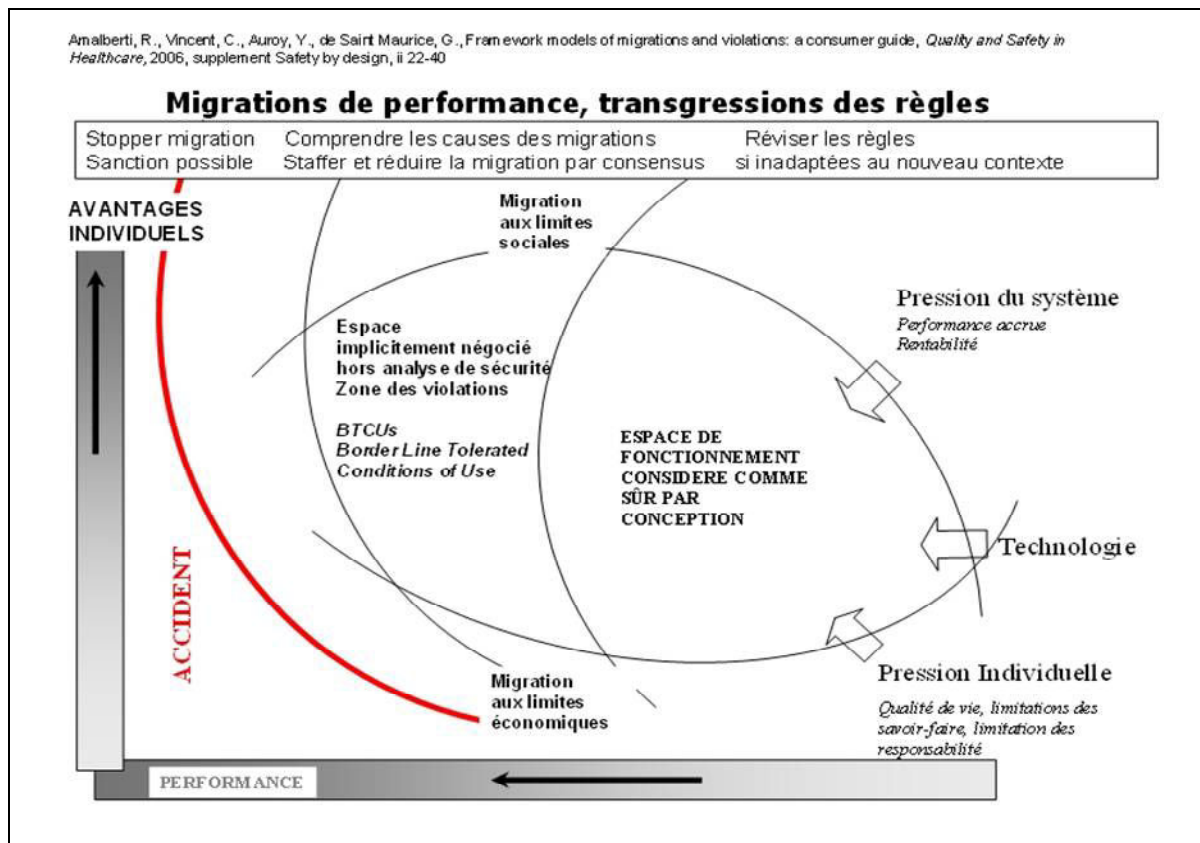 Amalberti, R., Vincent, C., Auroy, Y., de Saint Maurice, G., Framework models of migrations and violations: a consumer guide, Quality and Safety in
Healthcare, 2006, supplement Safety by design, ii 22-40
Migrations de performance, transgressions des règles
Stopper migration Comprendre les causes des migrations Réviser les règles
Sanction possible Staffer et réduire la migration par consensus si inadaptées au nouveau contexte
AVANTAGES
INDIVIDUELS
Migration
aux limites
sociales
Pression du système
Performance accrue
Rentabilité
Espace
implicitement négocié
hors analyse de sécurité
Zone des violations
BTCUs
Border Line Tolerated
Conditions of Use
ESPACE DE
FONCTIONNEMENT
CONSIDERE COMME
SÛR PAR
CONCEPTION
Technologie
ACCIDENT
Pression Individuelle
Qualité de vie, limitations des
savoir-faire, limitation des
responsabilité
Migration
aux limites
économiques
PERFORMANCE